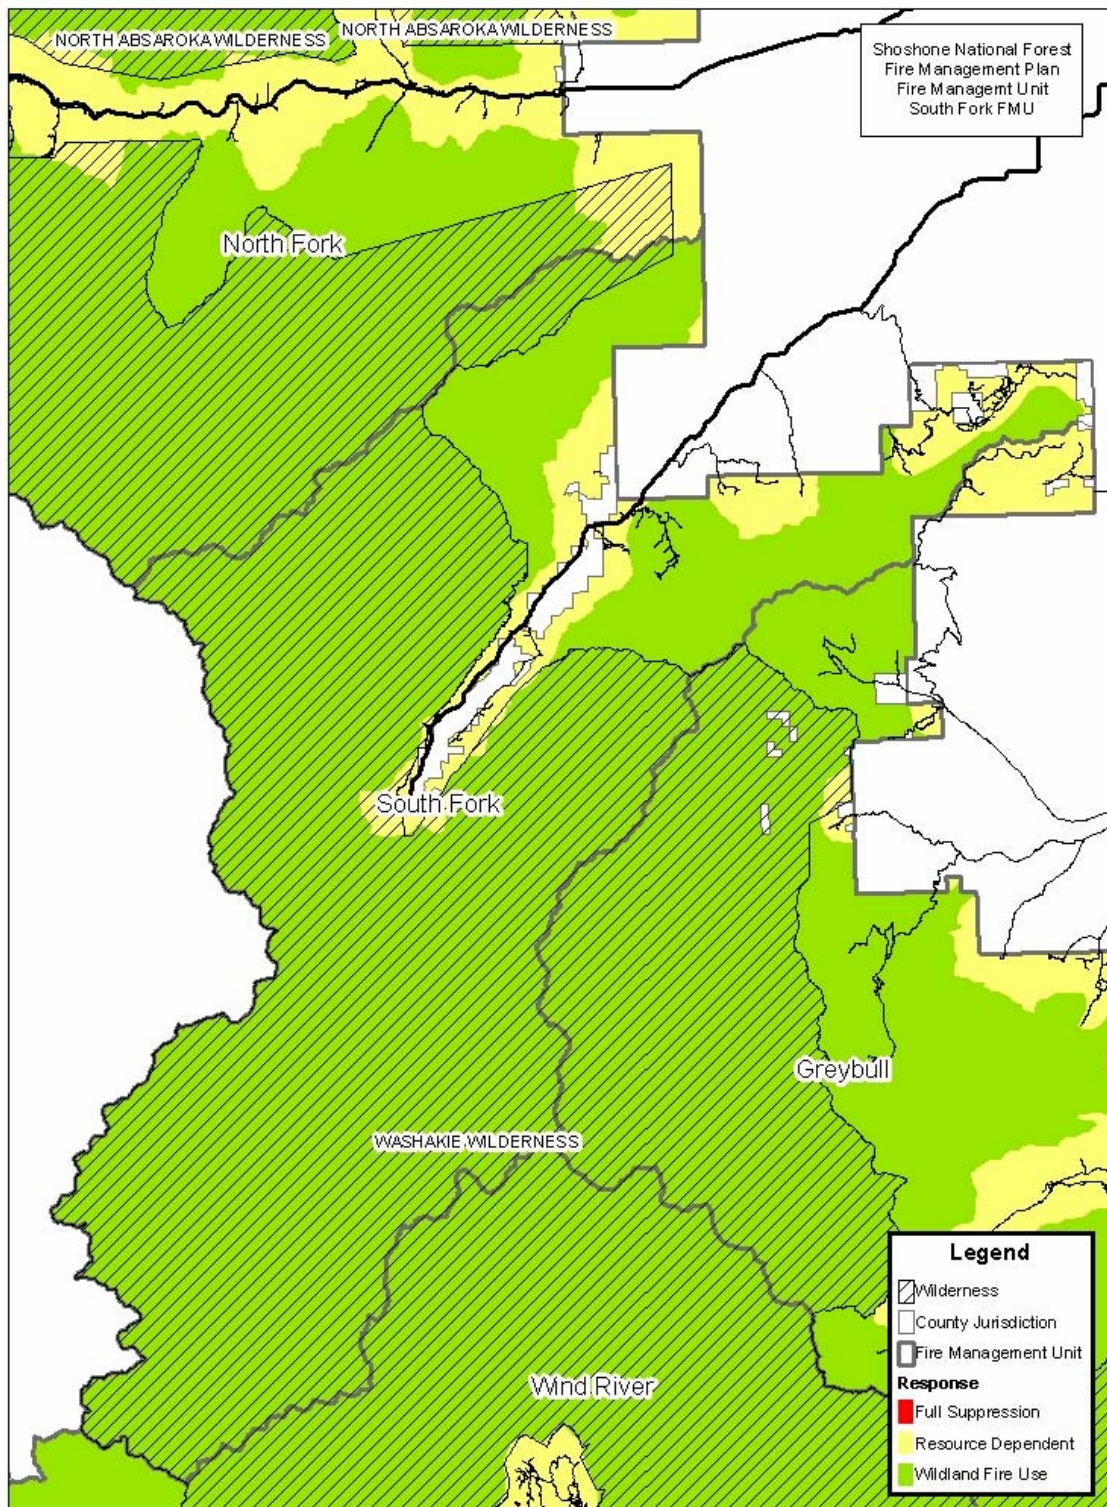 NORTH ABSAROKA WILDERNESS
NORTH ABSAROKA WILDERNESS
Shoshone National Forest
Fire Management Plan
Fire Managemt Unit
South Fork FMU
North Fork
South Fork
Greybull
WASHAKIE WILDERNESS
Wind River
Legend
Wilderness
County Jurisdiction
Fire Management Unit
Response
Full Suppression
Resource Dependent
Wildland Fire Use